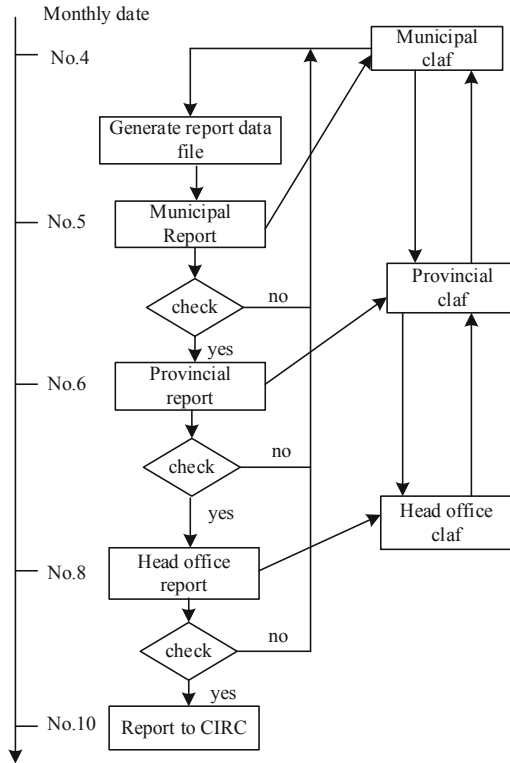 Monthly date
No.4
Municipal
claf
Generate report data
file
No.5
Municipal
Report
check
no
yes
Provincial
claf
No.6
Provincial
report
check
no
yes
Head office
claf
No.8
Head office
report
check
no
yes
No.10
Report to CIRC